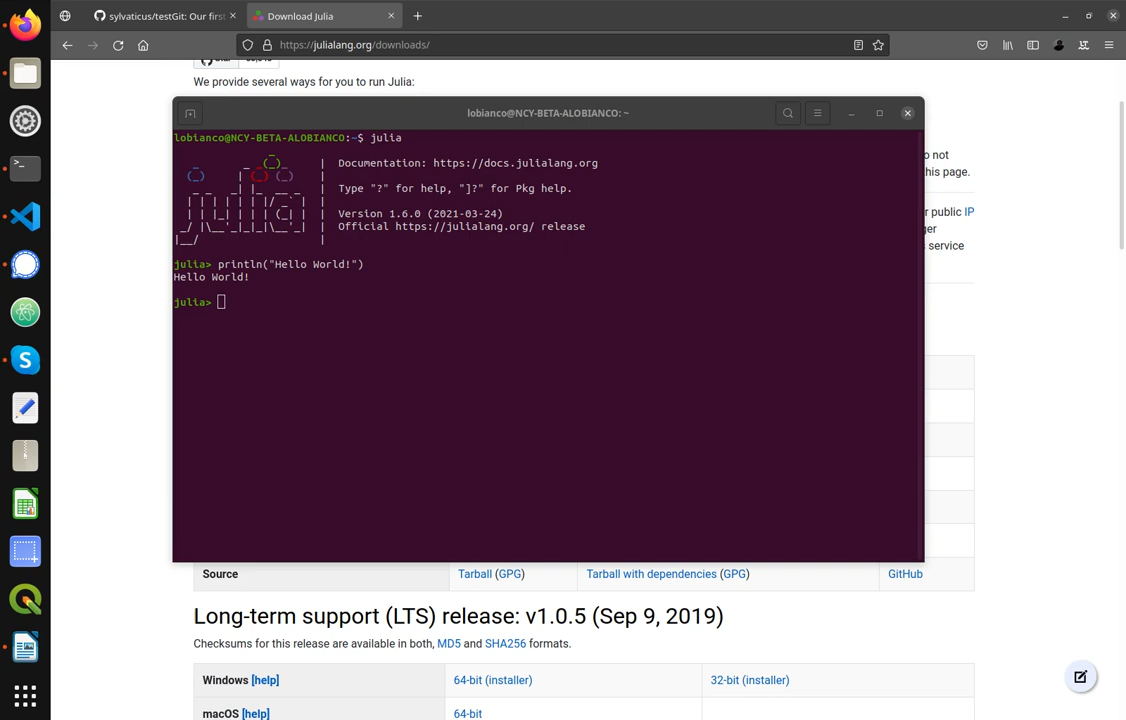 sylvaticus/testGit: Our first
Download Julia
https://julialang.org/downloads/
We provide several ways for you to run Julia:
lobianco@NCY-BETA-ALOBIANCO: ~
lobianco@NCY-BETA-ALOBIANCO:~$ julia
Documentation: https://docs.julialang.org
Type "?" for help, "]?" for Pkg help.
Version 1.6.0 (2021-03-24)
Official https://julialang.org/ release
julia> println("Hello World!")
Hello World!
julia>
o not
his page.
r public IP
ger
s service
Source
Tarball (GPG)
Tarball with dependencies (GPG)
GitHub
Long-term support (LTS) release: v1.0.5 (Sep 9, 2019)
Checksums for this release are available in both, MD5 and SHA256 formats.
Windows [help]
64-bit (installer)
32-bit (installer)
macOS [help]
64-bit